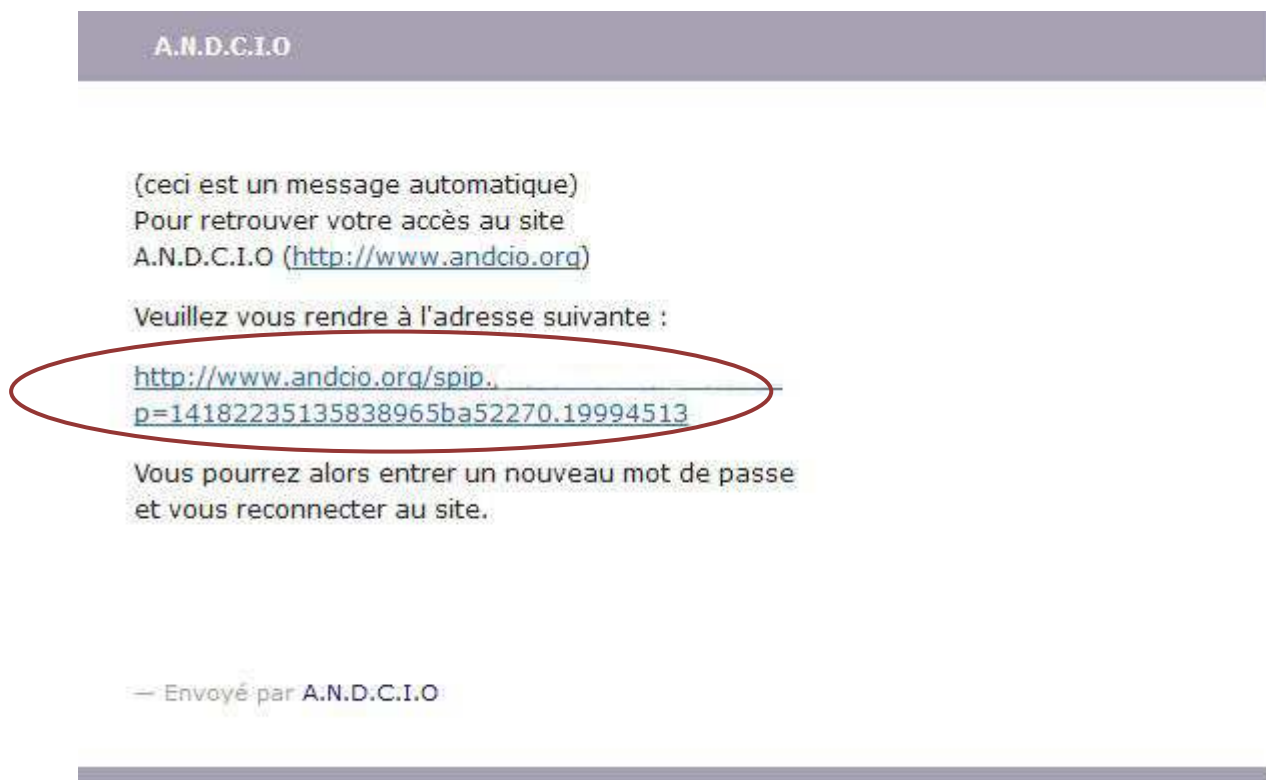 A.N.D.C.I.O
(ceci est un message automatique)
Pour retrouver votre accès au site
A.N.D.C.I.O (http://www.andcio.org)
Veuillez vous rendre à l'adresse suivante :
http://www.andcio.org/spip.
p=14182235135838965ba52270.19994513
Vous pourrez alors entrer un nouveau mot de passe
et vous reconnecter au site.
— Envoyé par A.N.D.C.I.O